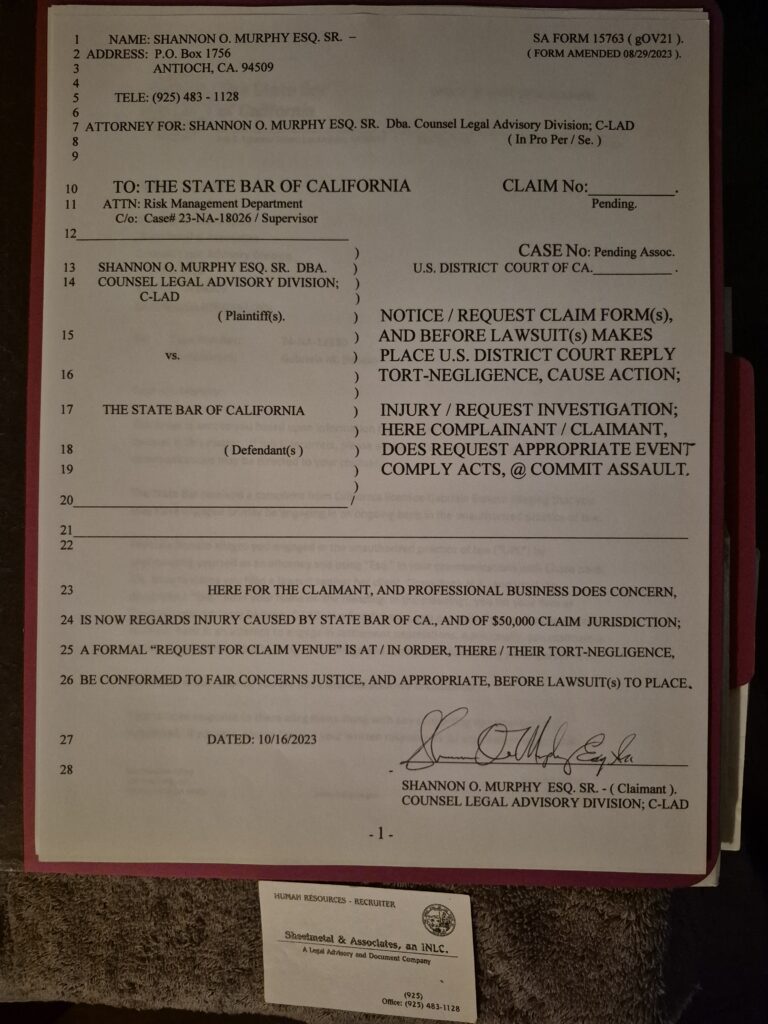 1 NAME: SHANNON O. MURPHY ESQ. SR. – SA FORM 15763 ( gOV21 ).
2 ADDRESS: P.O. Box 1756 ( FORM AMENDED 08/29/2023 ).
3 ANTIOCH, CA. 94509
4
5 TELE: (925) 483 - 1128
6
7 ATTORNEY FOR: SHANNON O. MURPHY ESQ. SR. Dba. Counsel Legal Advisory Division; C-LAD
8 ( In Pro Per / Se. )
9
10 TO: THE STATE BAR OF CALIFORNIA CLAIM No:__________.
11 ATTN: Risk Management Department Pending.
C/o: Case# 23-NA-18026 / Supervisor
12
) CASE No: Pending Assoc.
13 SHANNON O. MURPHY ESQ. SR. DBA. ) U.S. DISTRICT COURT OF CA.__________ .
14 COUNSEL LEGAL ADVISORY DIVISION; )
C-LAD )
( Plaintiff(s). ) NOTICE / REQUEST CLAIM FORM(s),
15 ) AND BEFORE LAWSUIT(s) MAKES
vs. ) PLACE U.S. DISTRICT COURT REPLY
16 ) TORT-NEGLIGENCE, CAUSE ACTION;
)
17 THE STATE BAR OF CALIFORNIA ) INJURY / REQUEST INVESTIGATION;
) HERE COMPLAINANT / CLAIMANT,
18 ( Defendant(s ) ) DOES REQUEST APPROPRIATE EVENT
19 ) COMPLY ACTS, @ COMMIT ASSAULT.
)
20 /
21
22
23 HERE FOR THE CLAIMANT, AND PROFESSIONAL BUSINESS DOES CONCERN,
24 IS NOW REGARDS INJURY CAUSED BY STATE BAR OF CA., AND OF $50,000 CLAIM JURISDICTION;
25 A FORMAL “REQUEST FOR CLAIM VENUE” IS AT / IN ORDER, THERE / THEIR TORT-NEGLIGENCE,
26 BE CONFORMED TO FAIR CONCERNS JUSTICE, AND APPROPRIATE, BEFORE LAWSUIT(s) TO PLACE.
27 DATED: 10/16/2023 Shannon O. Murphy Esq Sr.
28 SHANNON O. MURPHY ESQ. SR. - ( Claimant ).
COUNSEL LEGAL ADVISORY DIVISION; C-LAD
- 1 -
HUMAN RESOURCES - RECRUITER
Sheetmetal & Associates, an INLC.
A Legal Advisory and Document Company
(925)
Office: (925) 483-1128